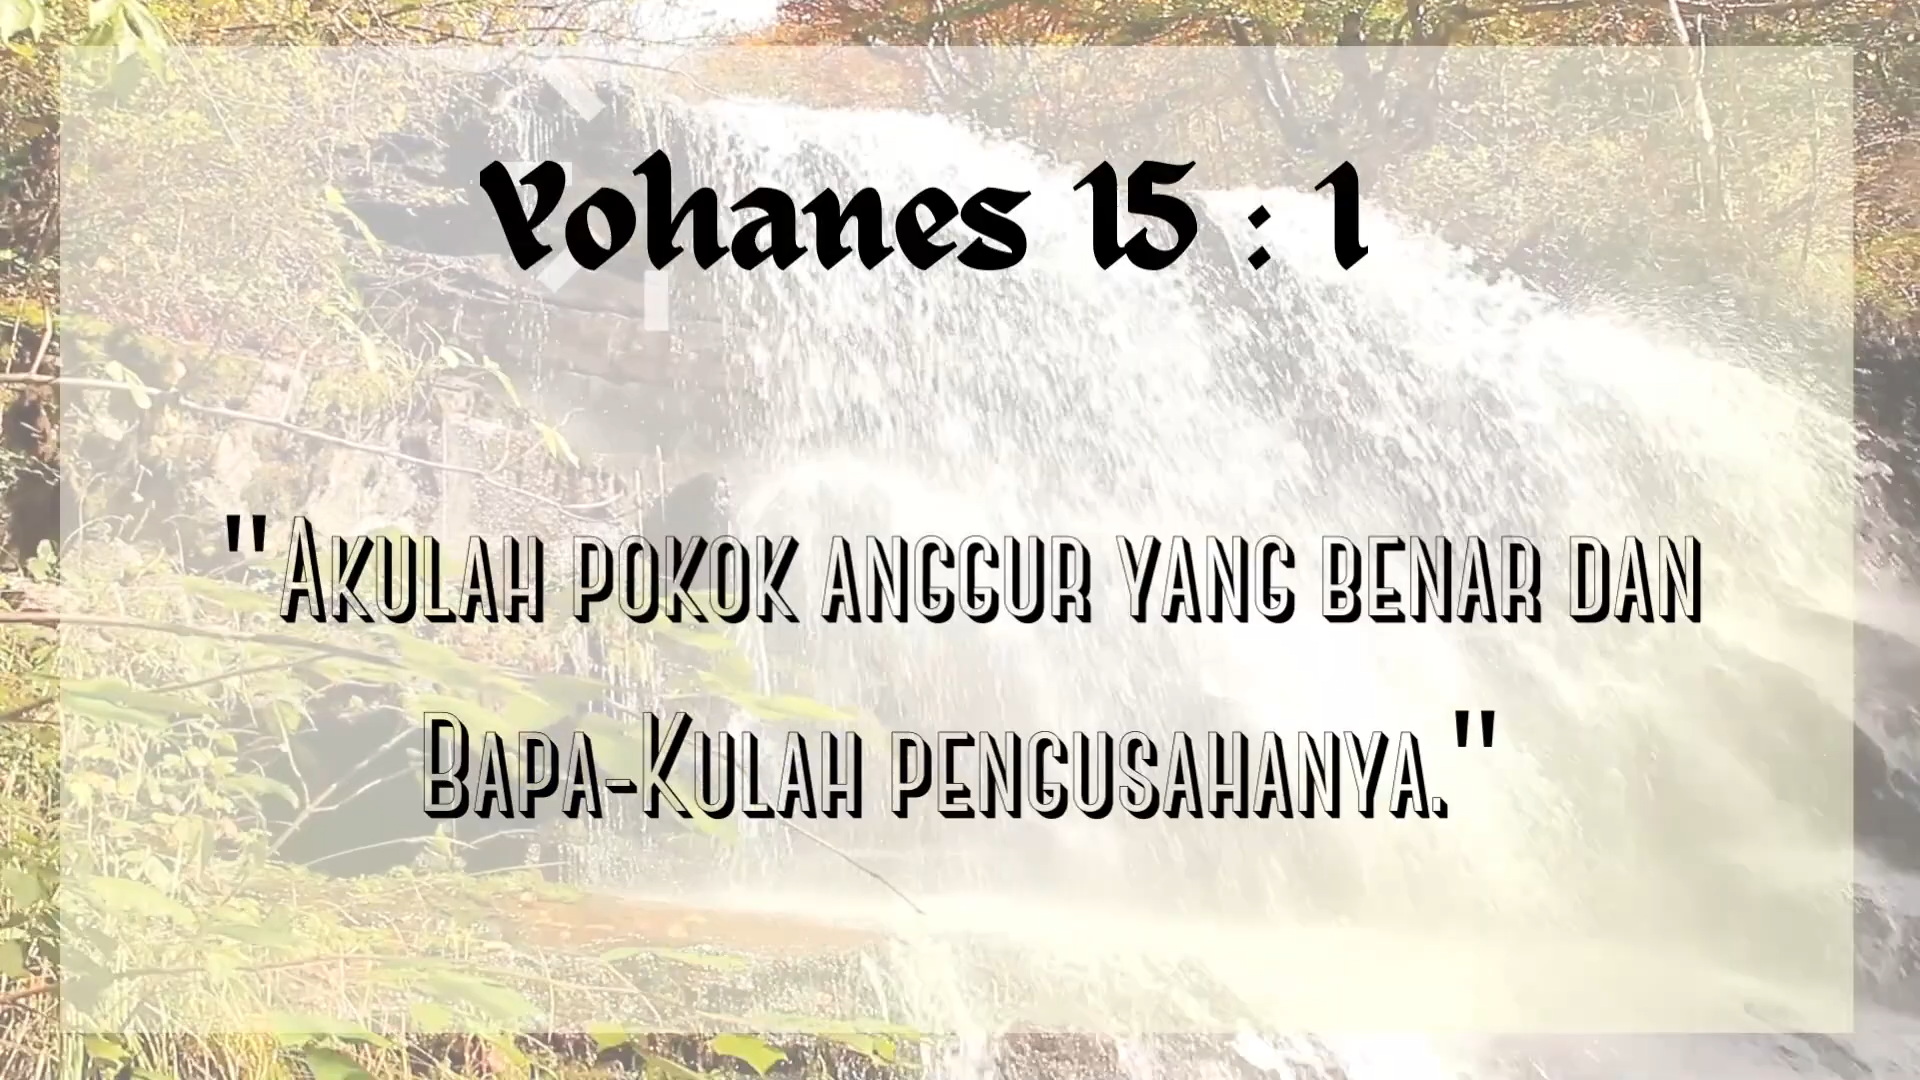 Yohanes 15 : 1
"Akulah pokok anggur yang benar dan
Bapa-Kulah pengusahanya."